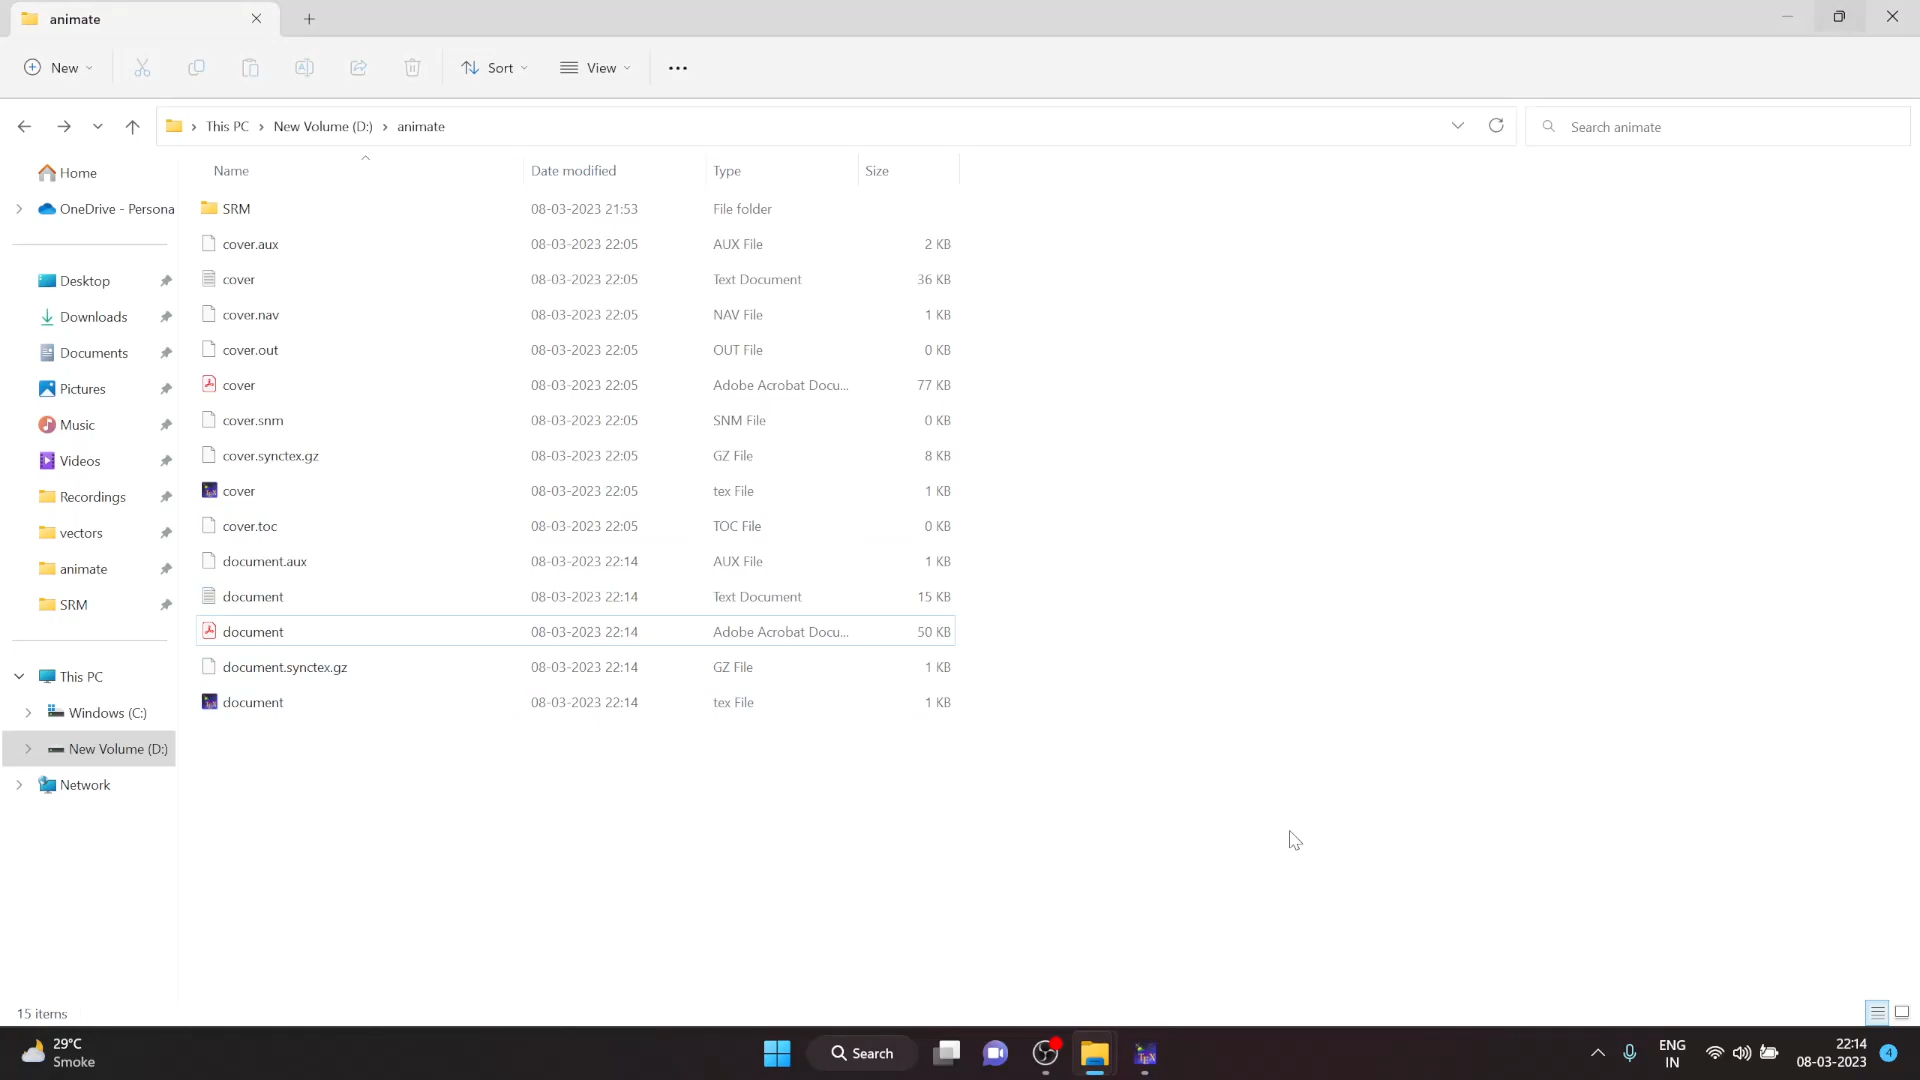 animate
New
Sort
View
This PC
New Volume (D:)
animate
Search animate
Name
Date modified
Type
Size
Home
OneDrive - Persona
Desktop
Downloads
Documents
Pictures
Music
Videos
Recordings
vectors
animate
SRM
This PC
Windows (C:)
New Volume (D:)
Network
SRM 08-03-2023 21:53 File folder
cover.aux 08-03-2023 22:05 AUX File 2 KB
cover 08-03-2023 22:05 Text Document 36 KB
cover.nav 08-03-2023 22:05 NAV File 1 KB
cover.out 08-03-2023 22:05 OUT File 0 KB
cover 08-03-2023 22:05 Adobe Acrobat Docu... 77 KB
cover.snm 08-03-2023 22:05 SNM File 0 KB
cover.synctex.gz 08-03-2023 22:05 GZ File 8 KB
cover 08-03-2023 22:05 tex File 1 KB
cover.toc 08-03-2023 22:05 TOC File 0 KB
document.aux 08-03-2023 22:14 AUX File 1 KB
document 08-03-2023 22:14 Text Document 15 KB
document 08-03-2023 22:14 Adobe Acrobat Docu... 50 KB
document.synctex.gz 08-03-2023 22:14 GZ File 1 KB
document 08-03-2023 22:14 tex File 1 KB
15 items
29°C
Smoke
Search
ENG
IN
22:14
08-03-2023
4